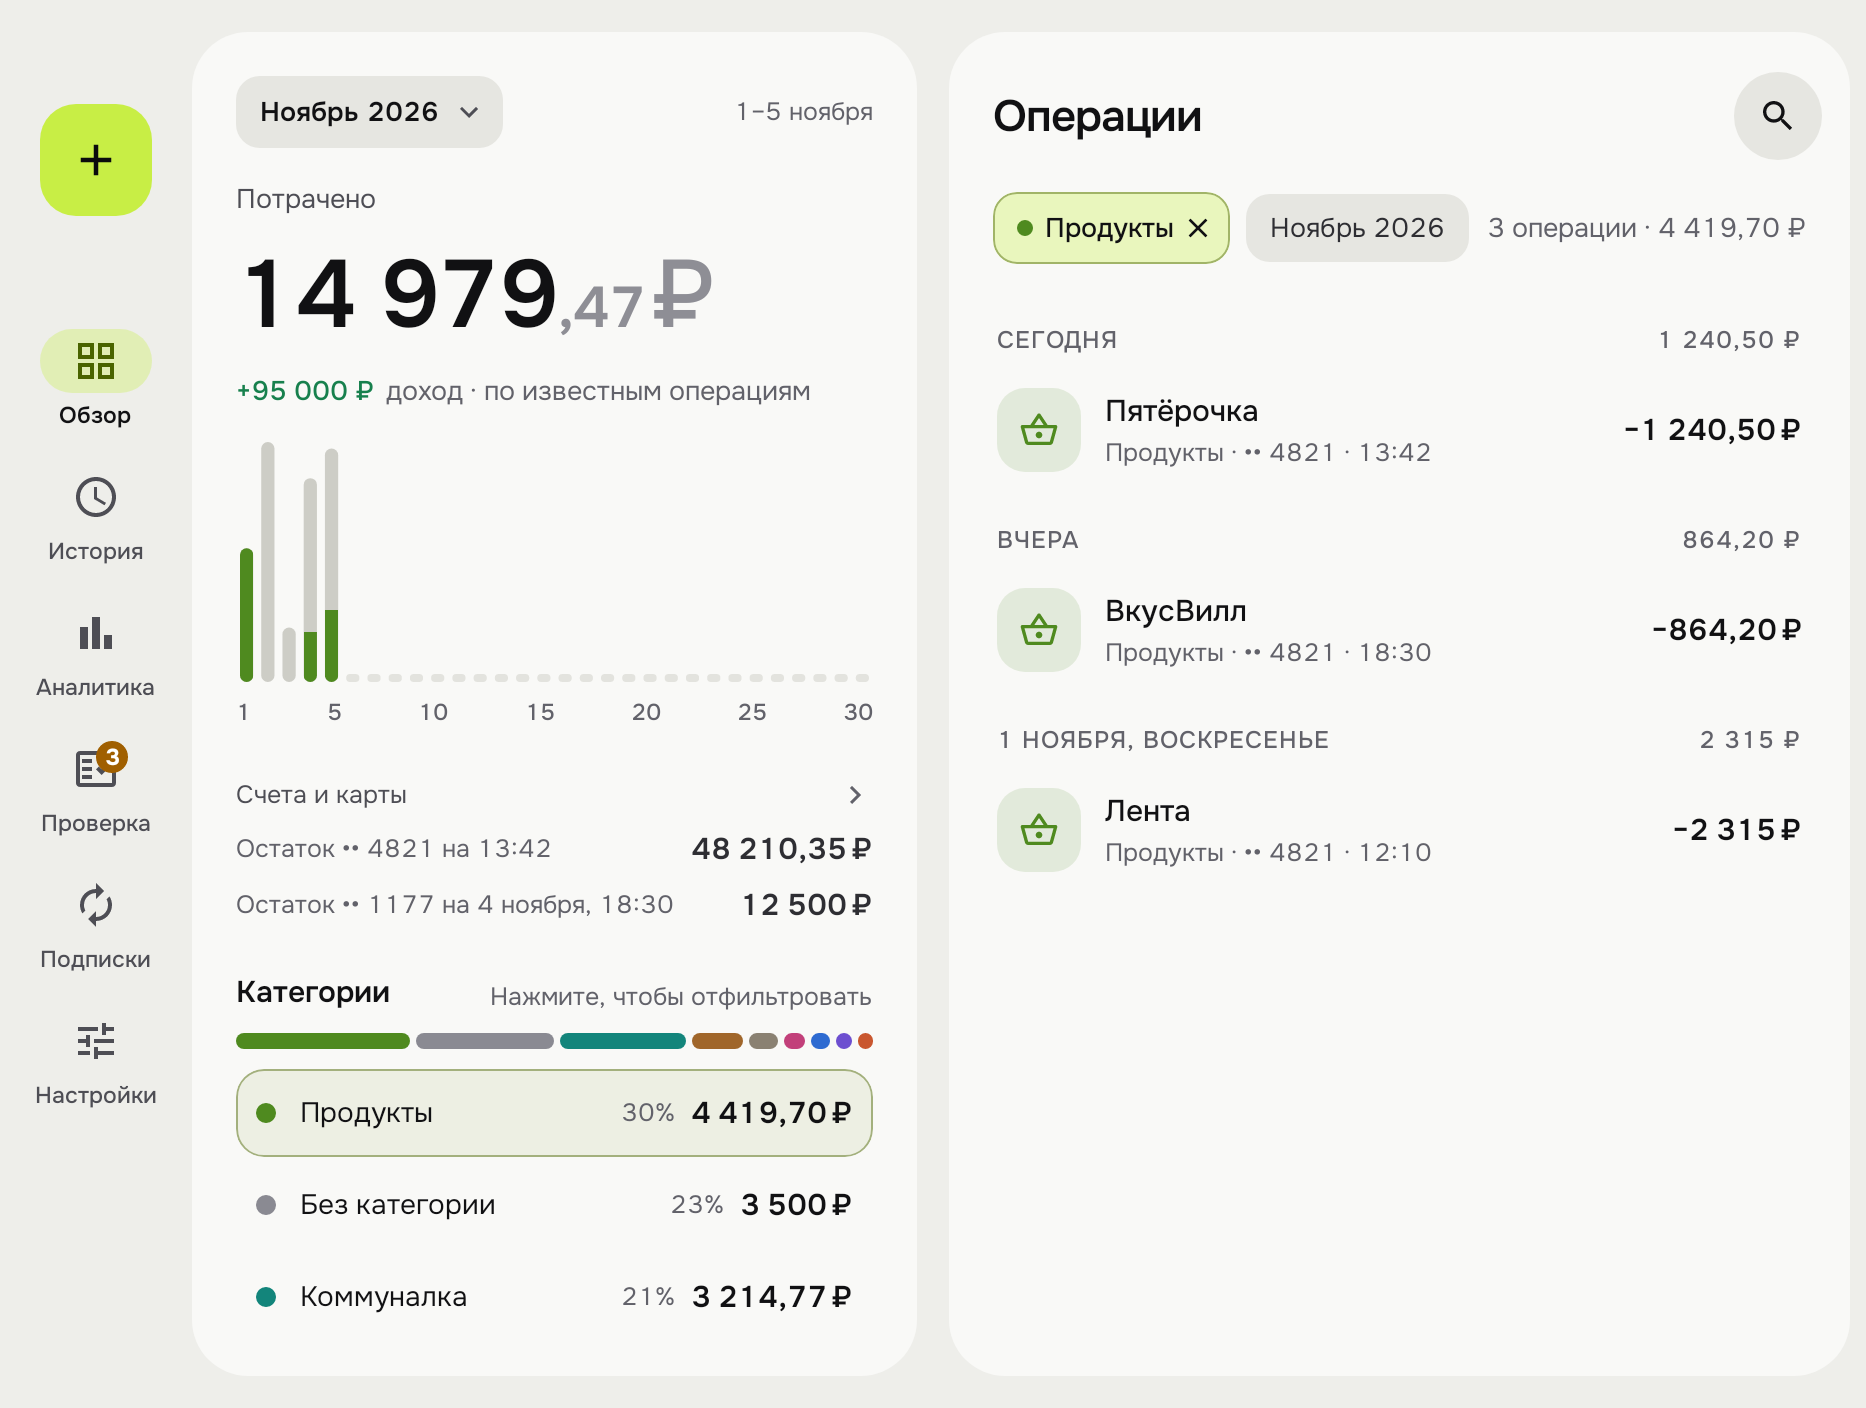 +
Обзор
История
Аналитика
3
Проверка
Подписки
Настройки
Ноябрь 2026
1–5 ноября
Потрачено
14 979,47 ₽
+95 000 ₽ доход · по известным операциям
1 5 10 15 20 25 30
Счета и карты
Остаток •• 4821 на 13:42 48 210,35 ₽
Остаток •• 1177 на 4 ноября, 18:30 12 500 ₽
Категории Нажмите, чтобы отфильтровать
Продукты 30% 4 419,70 ₽
Без категории 23% 3 500 ₽
Коммуналка 21% 3 214,77 ₽
Операции
Продукты Ноябрь 2026 3 операции · 4 419,70 ₽
СЕГОДНЯ 1 240,50 ₽
Пятёрочка −1 240,50 ₽
Продукты · •• 4821 · 13:42
ВЧЕРА 864,20 ₽
ВкусВилл −864,20 ₽
Продукты · •• 4821 · 18:30
1 НОЯБРЯ, ВОСКРЕСЕНЬЕ 2 315 ₽
Лента −2 315 ₽
Продукты · •• 4821 · 12:10